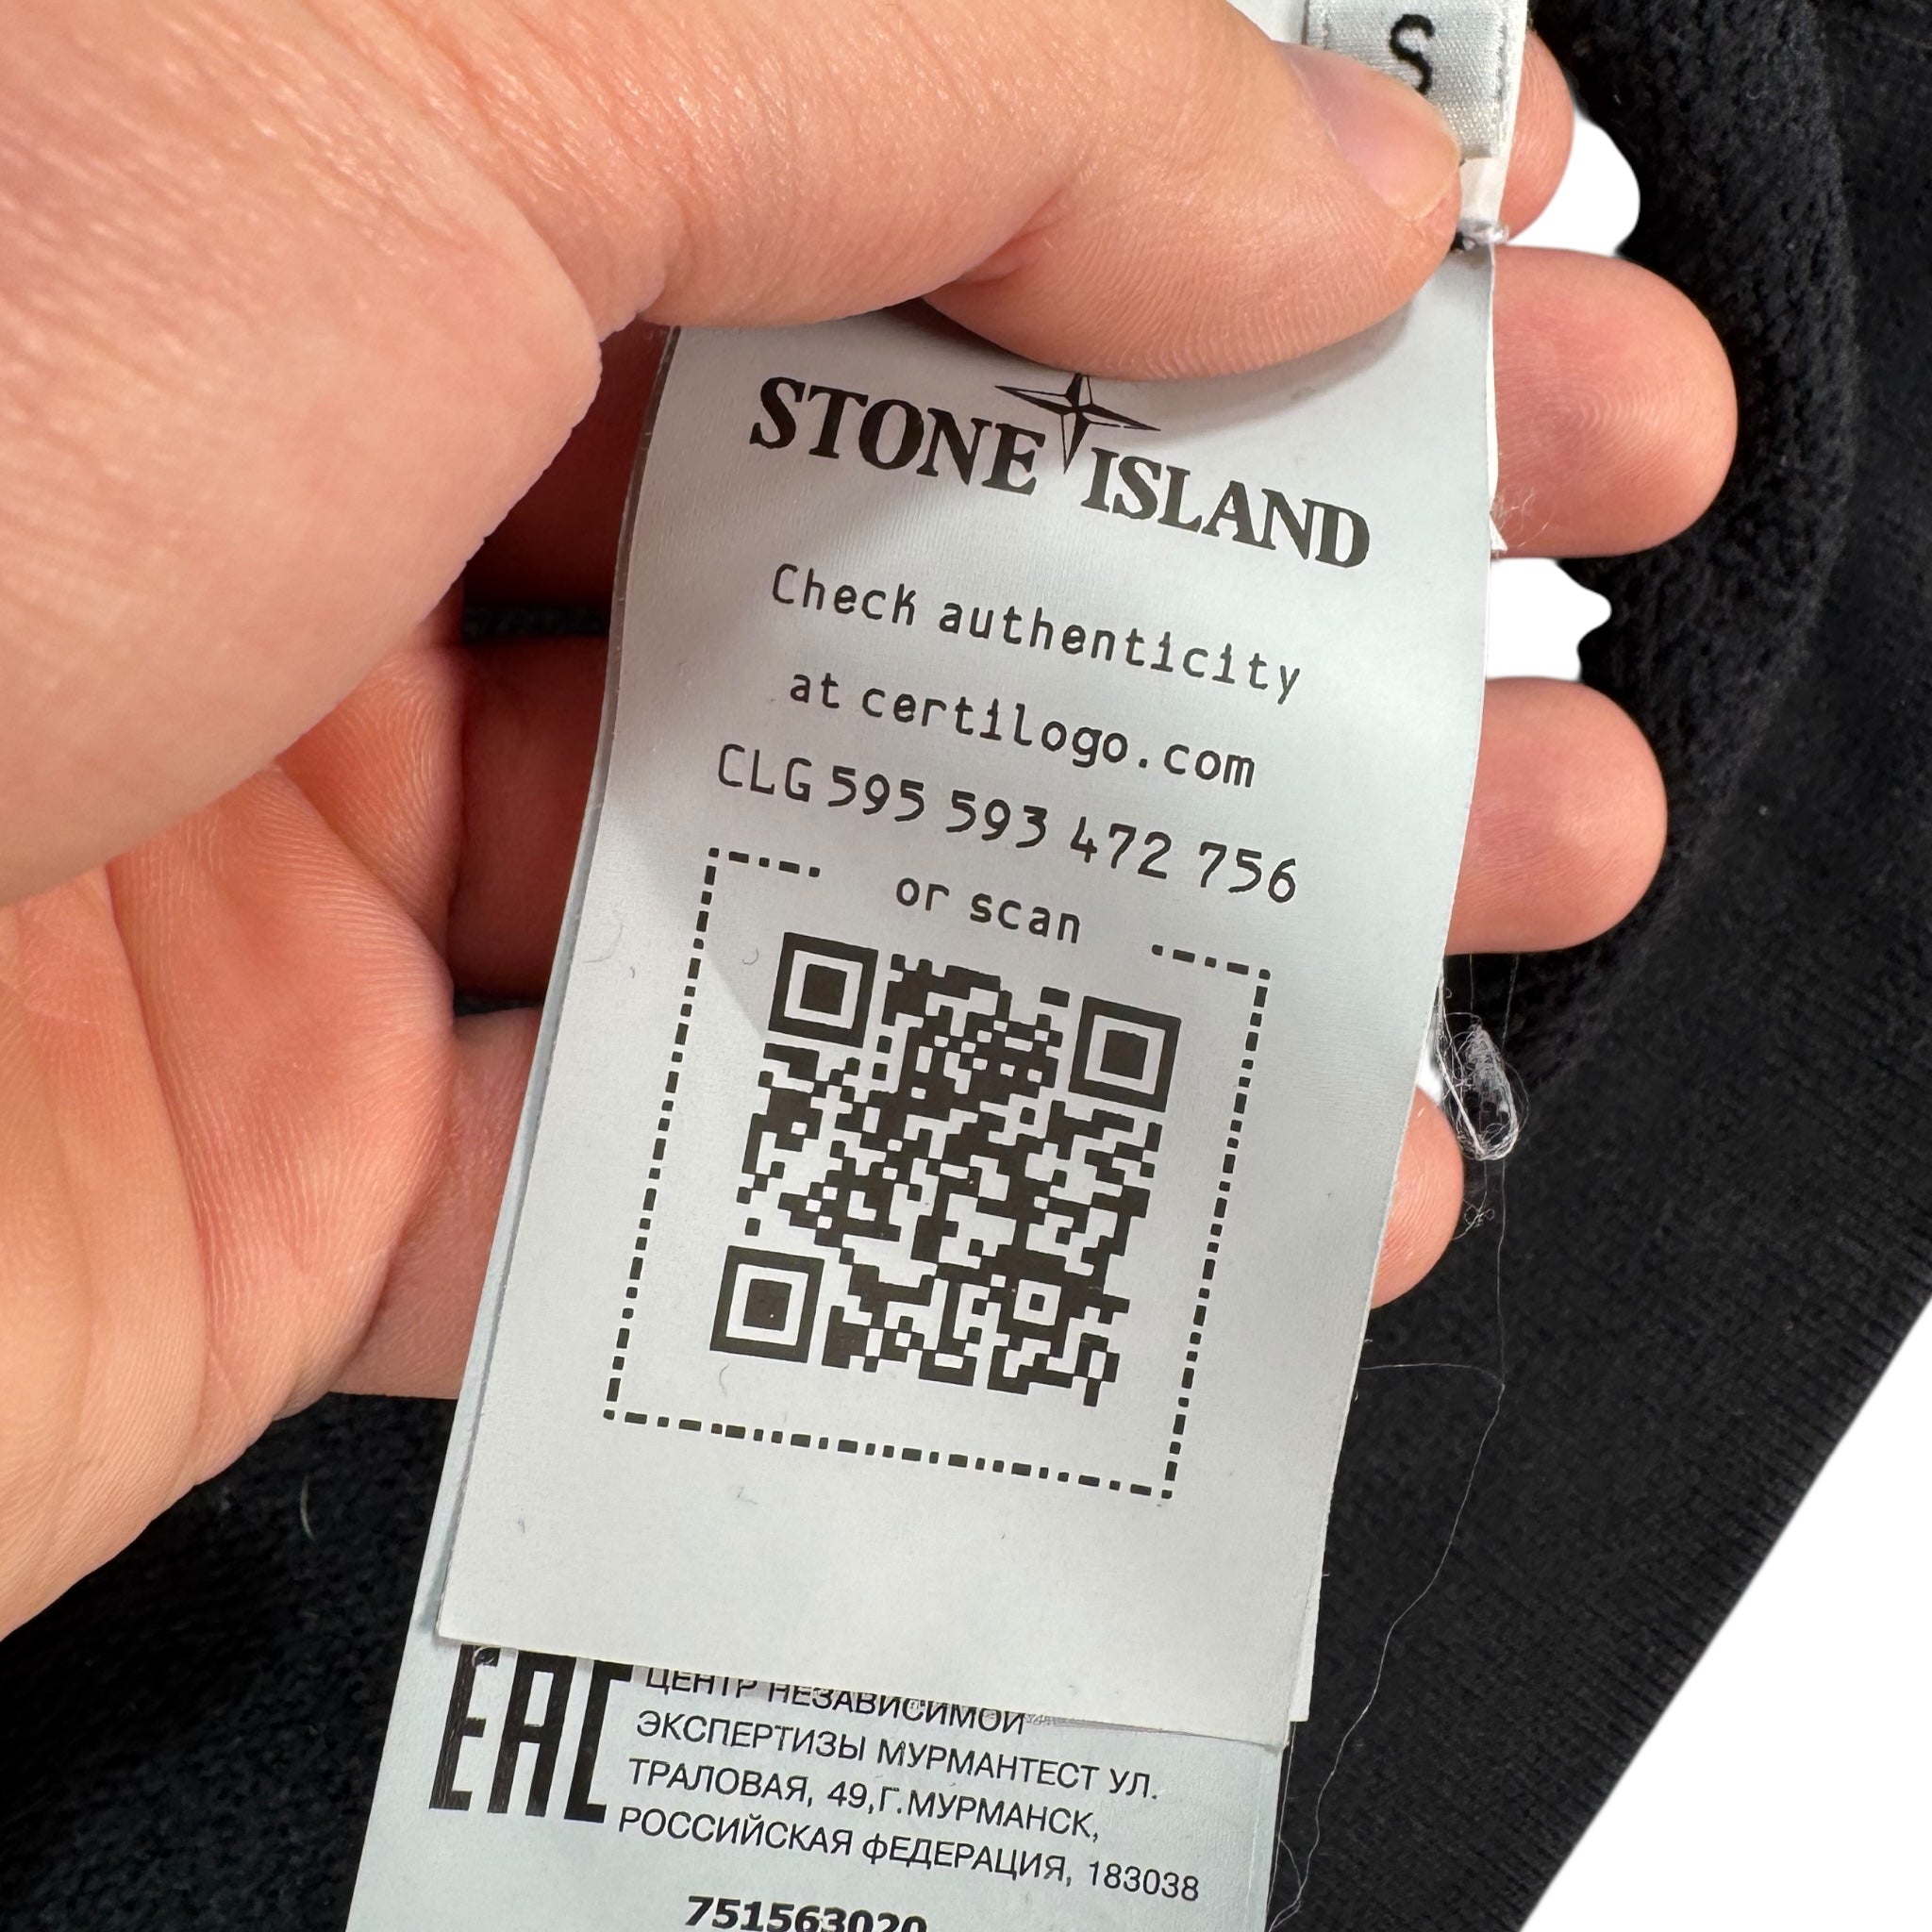 S
STONE ISLAND
Check authenticity
at certilogo.com
CLG 595 593 472 756
or scan
EAC
ЦЕНТР НЕЗАВИСИМОЙ
ЭКСПЕРТИЗЫ МУРМАНТЕСТ УЛ.
ТРАЛОВАЯ, 49,Г.МУРМАНСК,
РОССИЙСКАЯ ФЕДЕРАЦИЯ, 183038
751563020